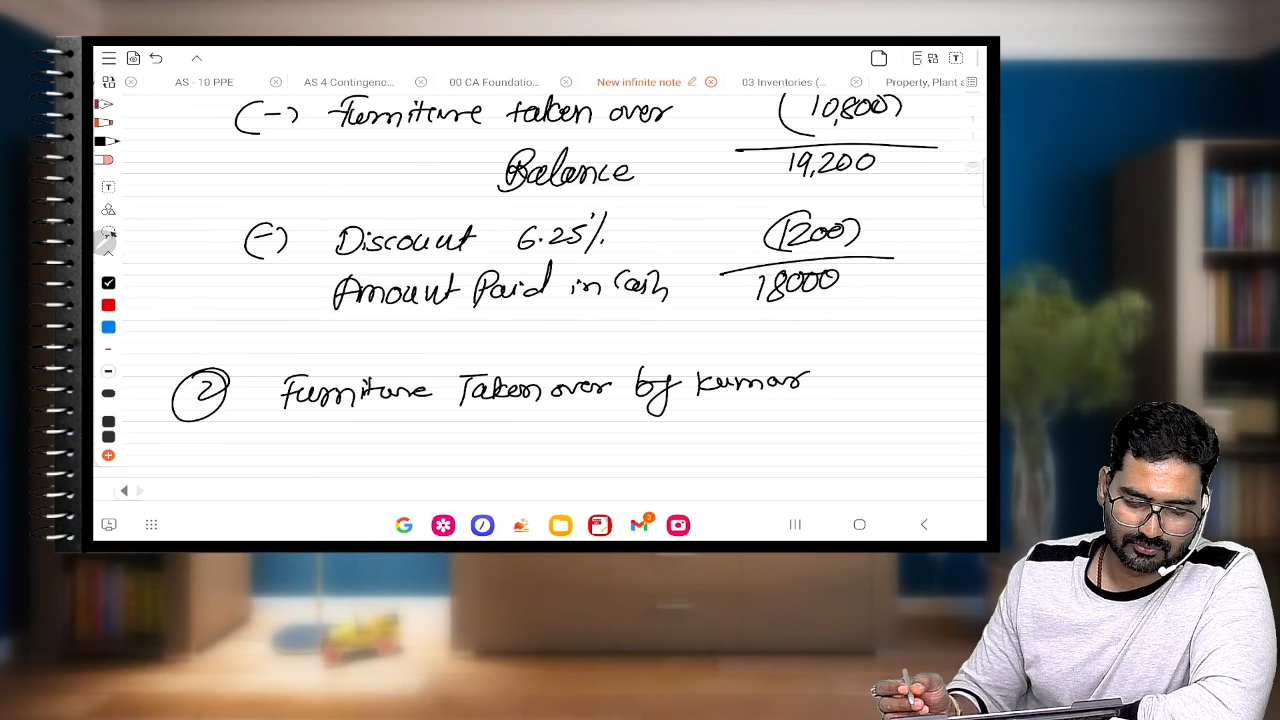 AS - 10 PPE
AS 4 Contingenc...
00 CA Foundatio...
New infinite note
03 Inventories (...
Property, Plant a
(-) Furniture taken over (10,800)
Balance 19,200
(-) Discount 6.25% (1200)
Amount Paid in Cash 18000
2 Furniture Taken over by Kumar
3